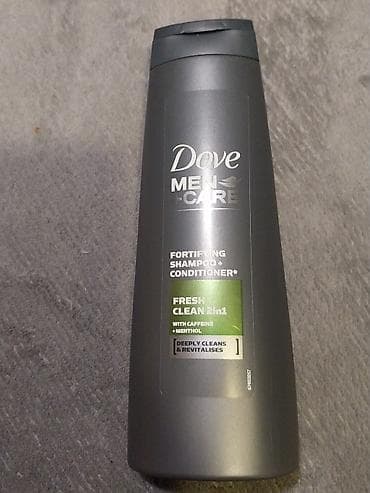 Dove
MEN
+CARE
FORTIFYING
SHAMPOO+
CONDITIONER*
FRESH
CLEAN 2in1
WITH CAFFEINE
+MENTHOL
DEEPLY CLEANS
& REVITALISES